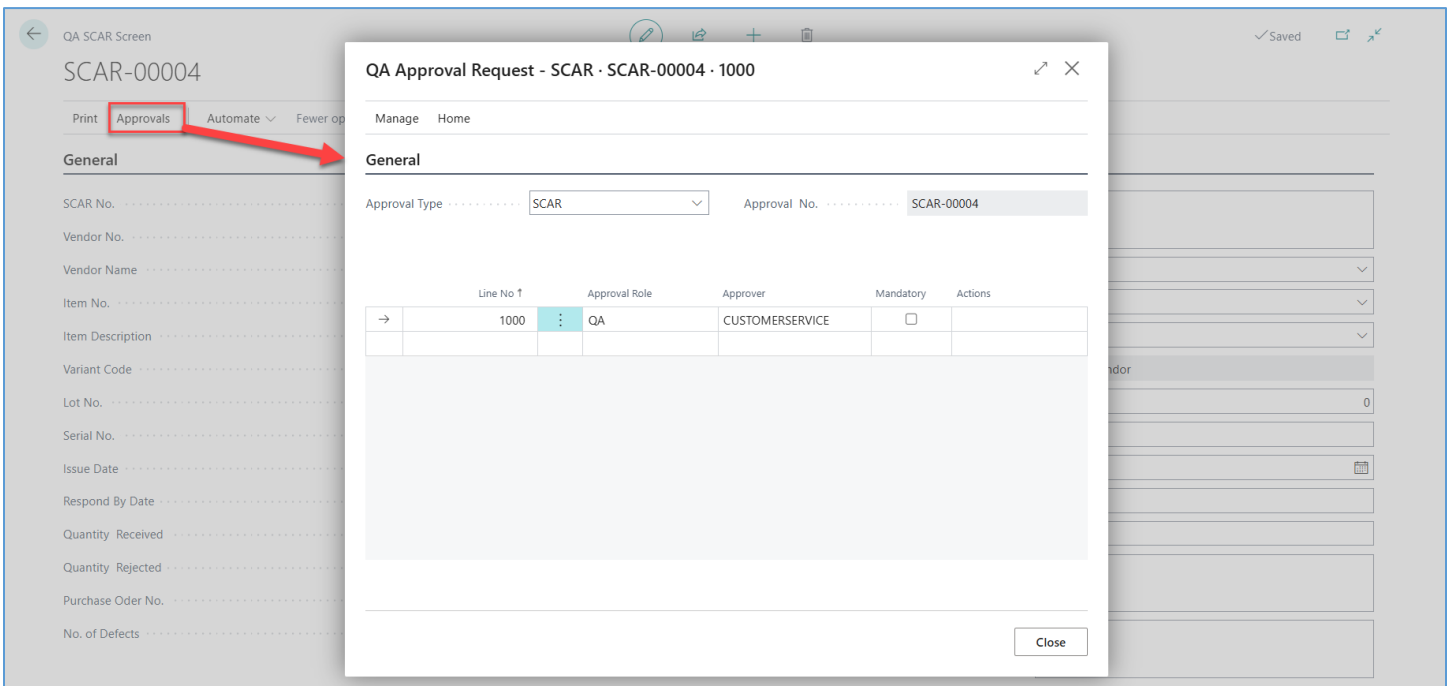 QA SCAR Screen
Saved
SCAR-00004
Print Approvals Automate Fewer op
General
SCAR No.
Vendor No.
Vendor Name
Item No.
Item Description
Variant Code
Lot No.
Serial No.
Issue Date
Respond By Date
Quantity Received
Quantity Rejected
Purchase Oder No.
No. of Defects
QA Approval Request - SCAR · SCAR-00004 · 1000
Manage Home
General
Approval Type SCAR Approval No. SCAR-00004
Line No ↑ Approval Role Approver Mandatory Actions
1000 QA CUSTOMERSERVICE
Close
ndor
0